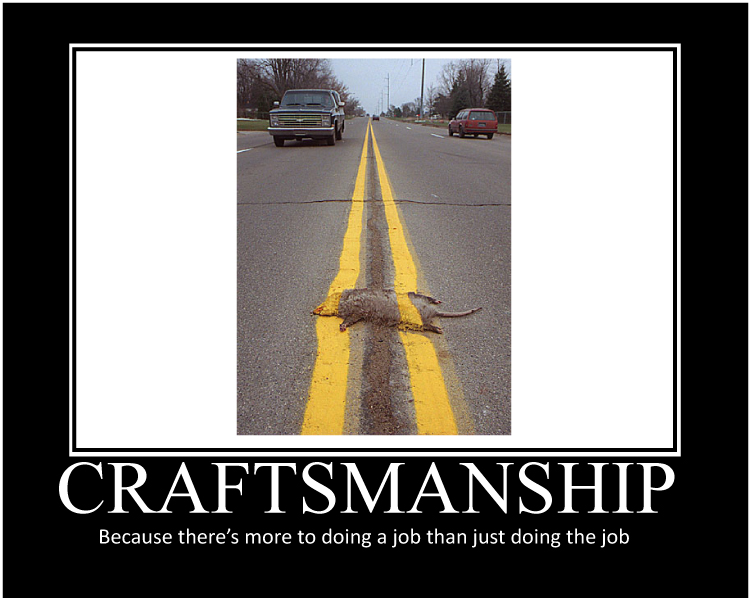 CRAFTSMANSHIP
Because there’s more to doing a job than just doing the job